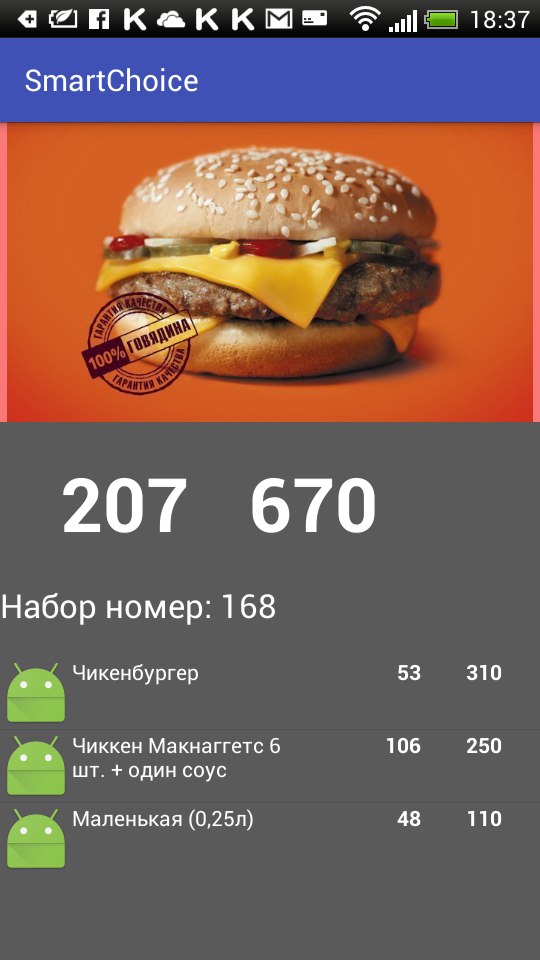 18:37
SmartChoice
ГАРАНТИЯ КАЧЕСТВА
100% ГОВЯДИНА
ГАРАНТИЯ КАЧЕСТВА
207 670
Набор номер: 168
Чикенбургер 53 310
Чиккен Макнаггетс 6 106 250
шт. + один соус
Маленькая (0,25л) 48 110